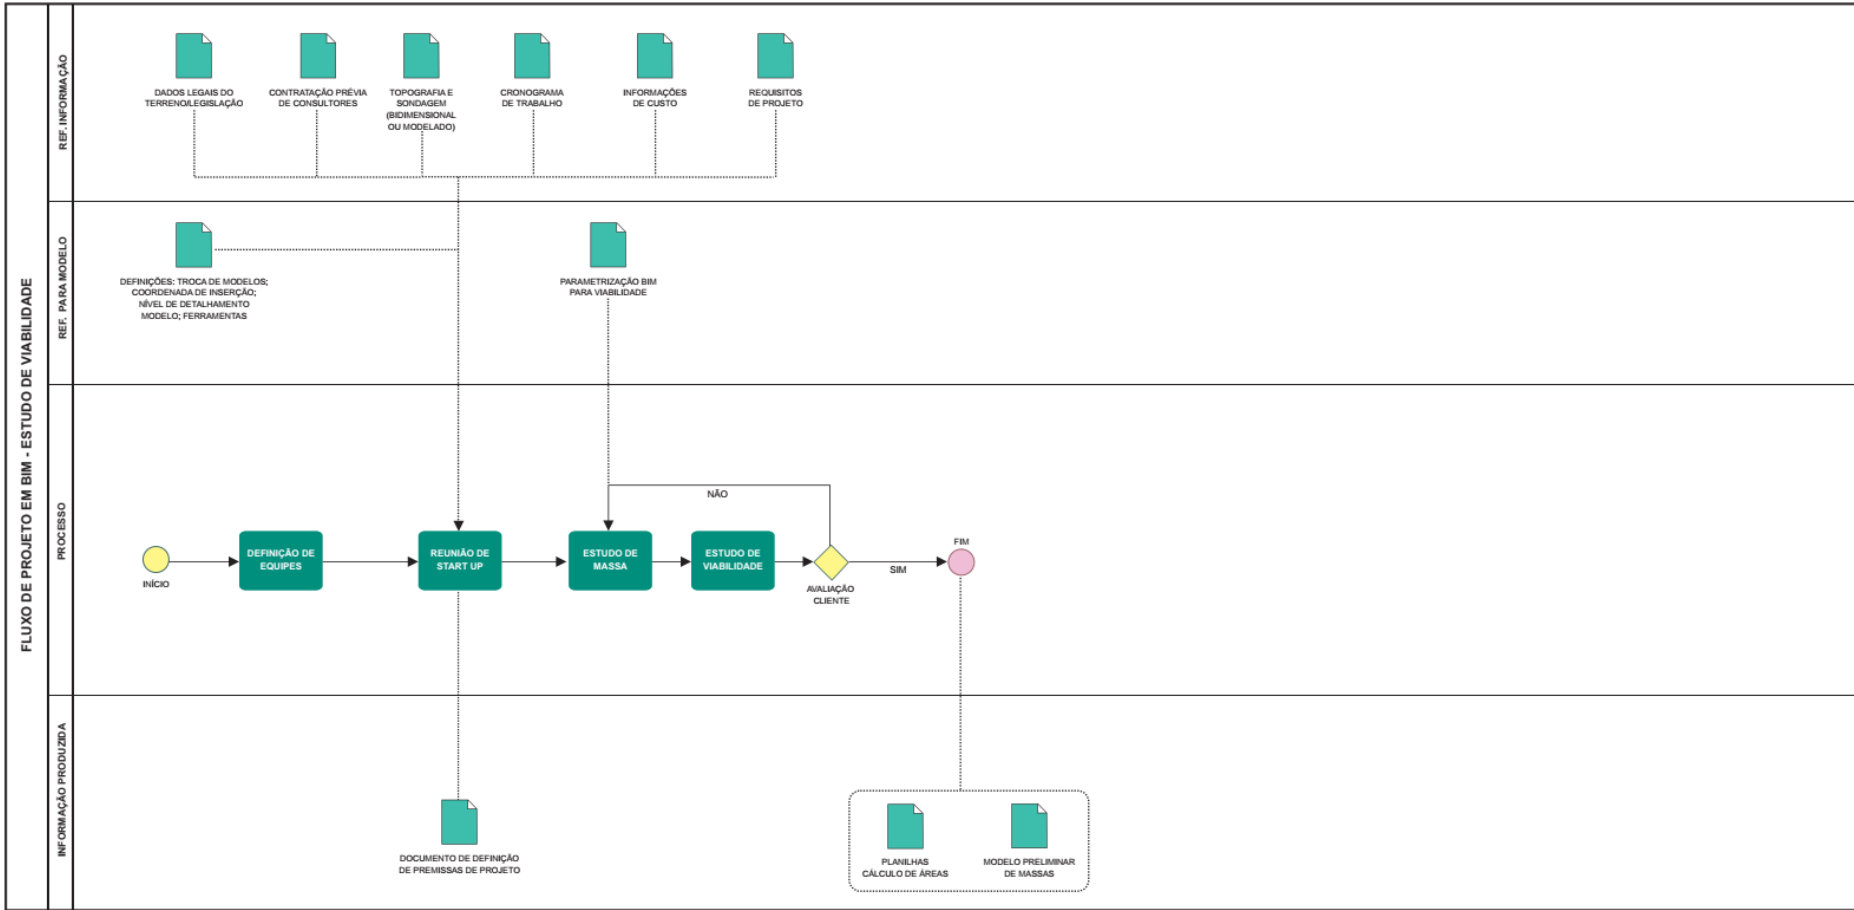 FLUXO DE PROJETO EM BIM - ESTUDO DE VIABILIDADE
REF. INFORMAÇÃO
DADOS LEGAIS DO
TERRENO/LEGISLAÇÃO
CONTRATAÇÃO PRÉVIA
DE CONSULTORES
TOPOGRAFIA E
SONDAGEM
(BIDIMENSIONAL
OU MODELADO)
CRONOGRAMA
DE TRABALHO
INFORMAÇÕES
DE CUSTO
REQUISITOS
DE PROJETO
REF. PARA MODELO
DEFINIÇÕES: TROCA DE MODELOS;
COORDENADA DE INSERÇÃO;
NÍVEL DE DETALHAMENTO
MODELO; FERRAMENTAS
PARAMETRIZAÇÃO BIM
PARA VIABILIDADE
PROCESSO
INÍCIO
DEFINIÇÃO DE
EQUIPES
REUNIÃO DE
START UP
ESTUDO DE
MASSA
ESTUDO DE
VIABILIDADE
NÃO
AVALIAÇÃO
CLIENTE
SIM
FIM
INFORMAÇÃO PRODUZIDA
DOCUMENTO DE DEFINIÇÃO
DE PREMISSAS DE PROJETO
PLANILHAS
CÁLCULO DE ÁREAS
MODELO PRELIMINAR
DE MASSAS